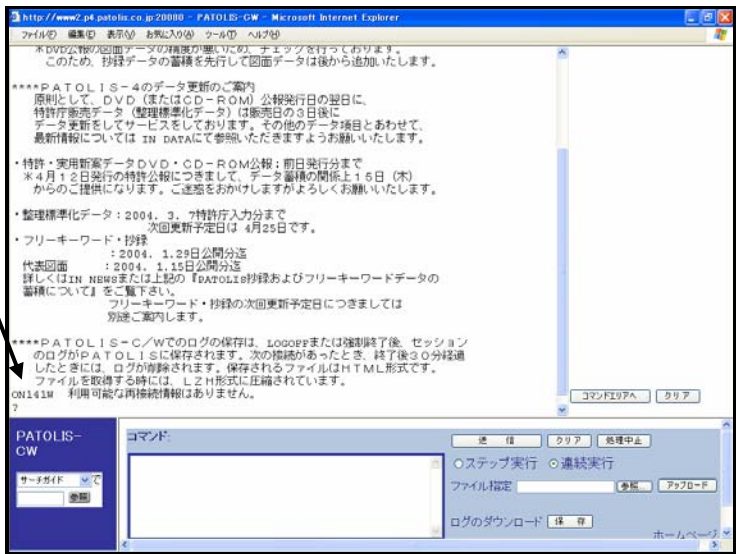 http://www2.p4.patolis.co.jp:20080 - PATOLIS-CW - Microsoft Internet Explorer
ファイル(F) 編集(E) 表示(V) お気に入り(A) ツール(T) ヘルプ(H)
*DVD公報の図面データの精度が悪いため、チェックを行っております。
このため、抄録データの蓄積を先行して図面データは後から追加いたします。
****PATOLIS-4のデータ更新のご案内
原則として、DVD(またはCD-ROM)公報発行日の翌日に、
特許庁販売データ(整理標準化データ)は販売日の3日後に
データ更新をしてサービスをしております。その他のデータ項目とあわせて、
最新情報については IN DATAにて参照いただきますようお願いいたします。
・特許・実用新案データDVD・CD-ROM公報:前日発行分まで
*4月12日発行の特許公報につきまして、データ蓄積の関係上15日(木)
からのご提供になります。ご迷惑をおかけしますがよろしくお願いいたします。
・整理標準化データ:2004. 3. 7特許庁入力分まで
次回更新予定日は 4月25日です。
・フリーキーワード・抄録
:2004. 1.29日公開分迄
代表図面 :2004. 1.15日公開分迄
詳しくはIN NEWSまたは上記の『PATOLIS抄録およびフリーキーワードデータの
蓄積について』をご覧下さい。
フリーキーワード・抄録の次回更新予定日につきましては
別途ご案内します。
****PATOLIS-C/Wでのログの保存は、LOGOFFまたは強制終了後、セッション
のログがPATOLISに保存されます。次の接続があったとき、終了後30分経過
したときには、ログが削除されます。保存されるファイルはHTML形式です。
ファイルを取得する時には、LZH形式に圧縮されています。
ON141W 利用可能な再接続情報はありません。
?
コマンドエリアへ クリア
PATOLIS-
CW
サーチガイド で
参照
コマンド:
送 信 クリア 処理中止
ステップ実行 連続実行
ファイル指定 参照... アップロード
ログのダウンロード 保 存
ホームページ